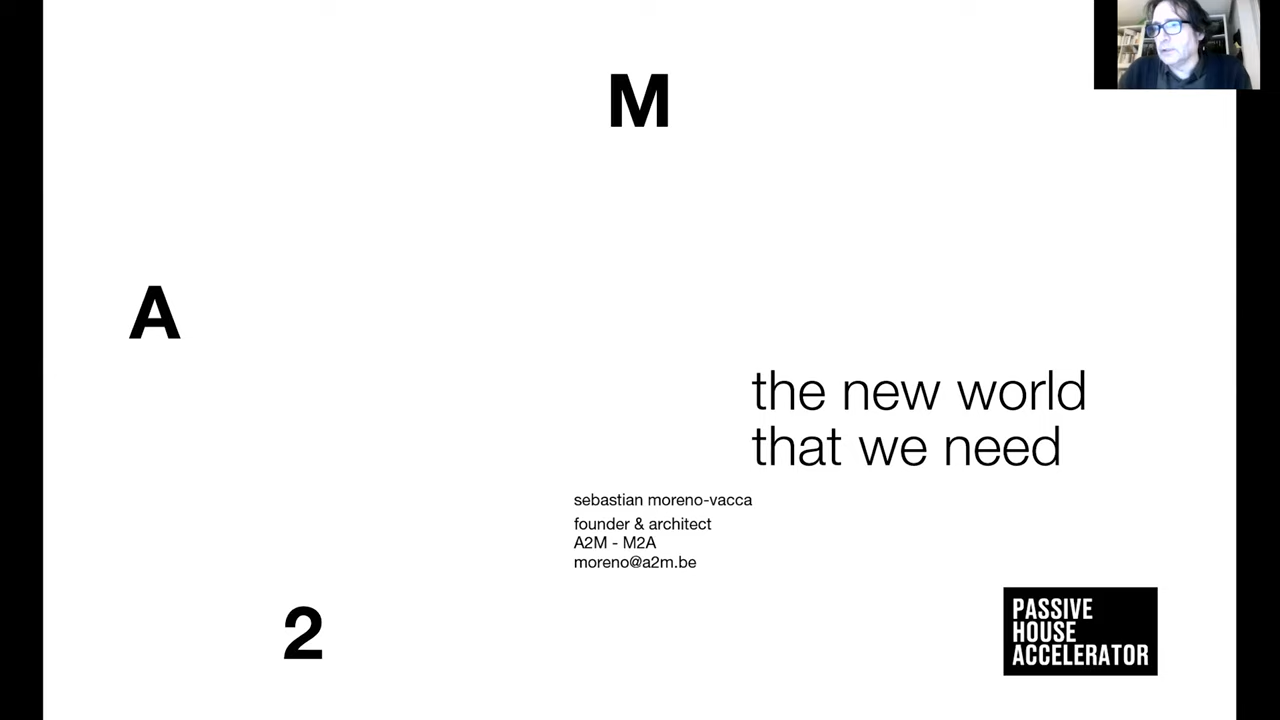 M
A
the new world
that we need
sebastian moreno-vacca
founder & architect
A2M - M2A
moreno@a2m.be
2
PASSIVE
HOUSE
ACCELERATOR